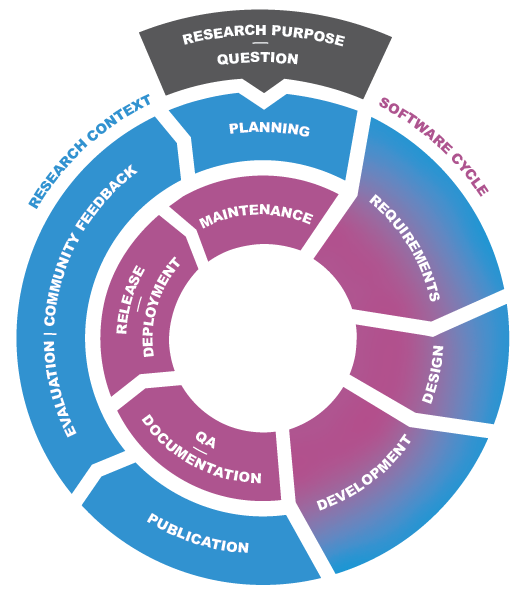 RESEARCH PURPOSE
QUESTION
RESEARCH CONTEXT
SOFTWARE CYCLE
PLANNING
REQUIREMENTS
DESIGN
DEVELOPMENT
PUBLICATION
EVALUATION | COMMUNITY FEEDBACK
MAINTENANCE
RELEASE
DEPLOYMENT
QA
DOCUMENTATION